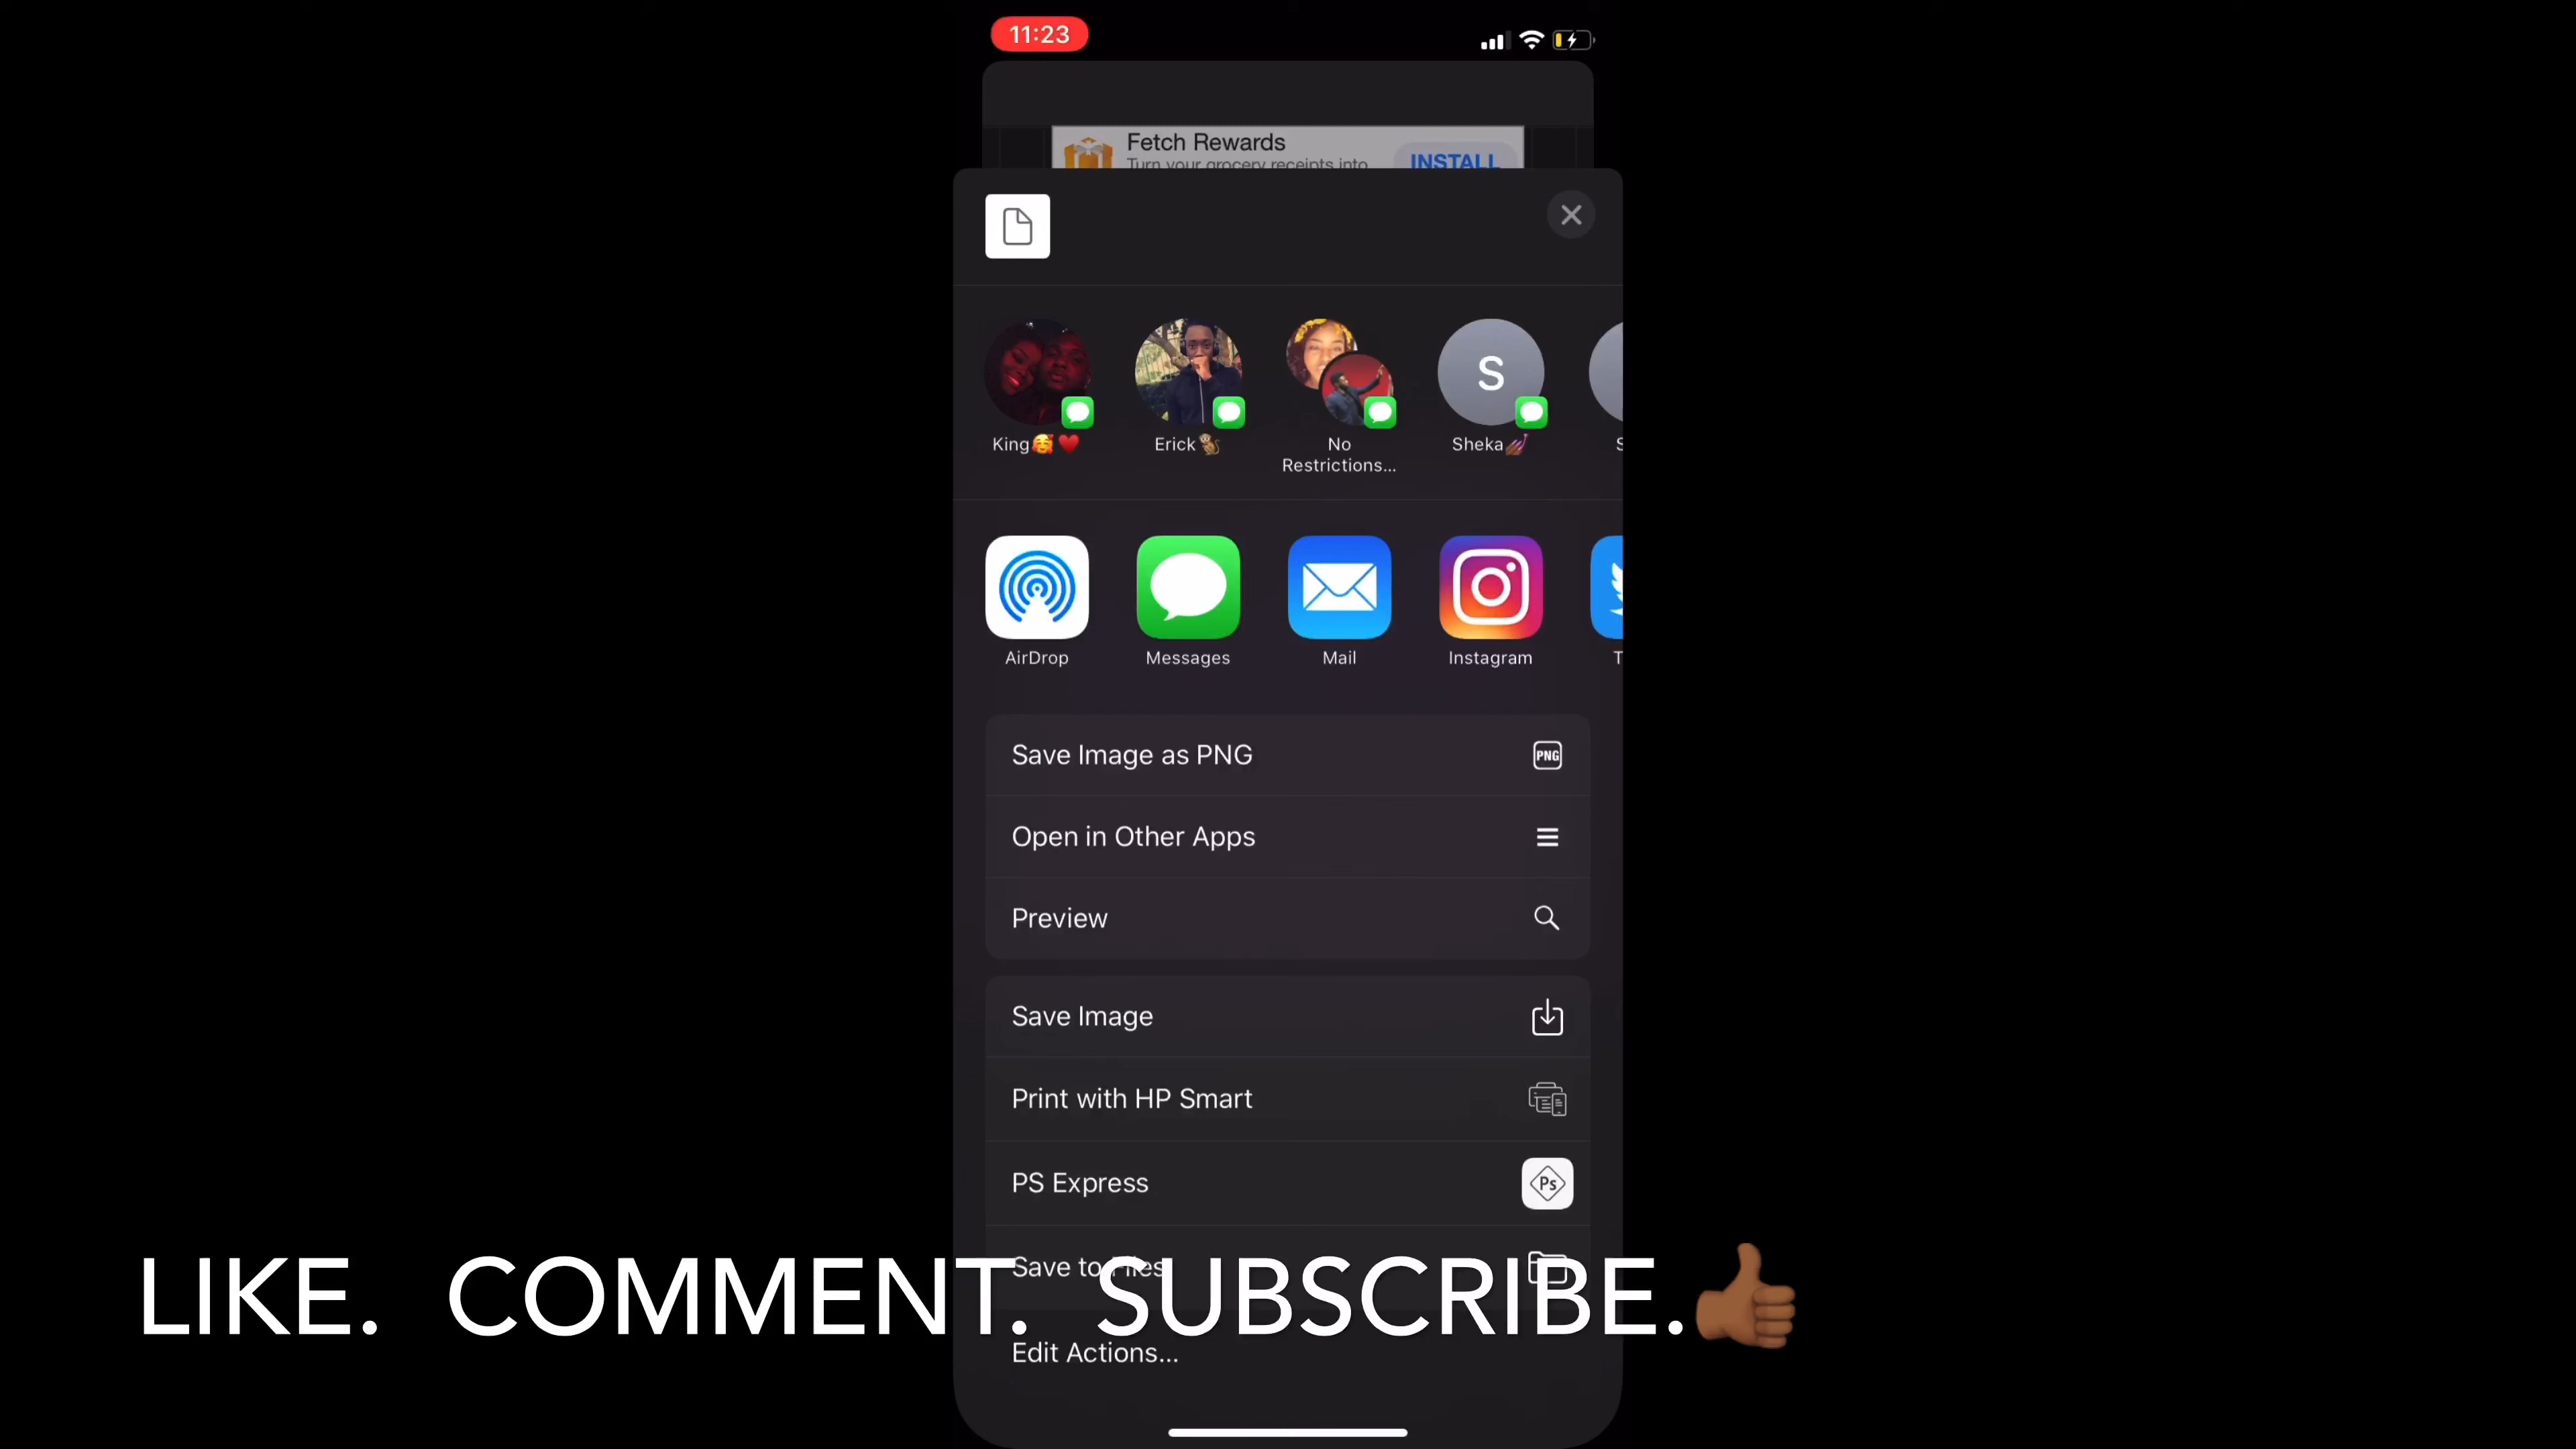 11:23
Fetch Rewards
Turn your grocery receipts into
INSTALL
King🥰❤️
Erick🐒
No
Restrictions...
S
Sheka💅🏾
S
AirDrop
Messages
Mail
Instagram
T
Save Image as PNG
PNG
Open in Other Apps
Preview
Save Image
Print with HP Smart
PS Express
Ps
Save to Files
LIKE. COMMENT. SUBSCRIBE.👍🏾
Edit Actions...